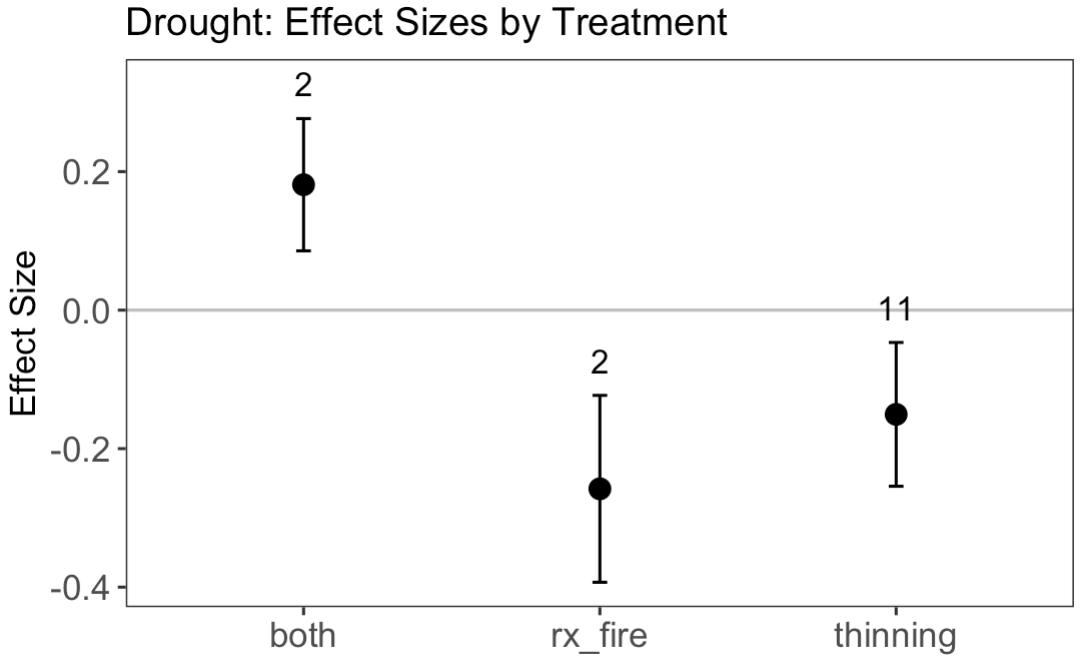 Drought: Effect Sizes by Treatment
2
0.2
0.0
11
2
-0.2
-0.4
Effect Size
both rx_fire thinning